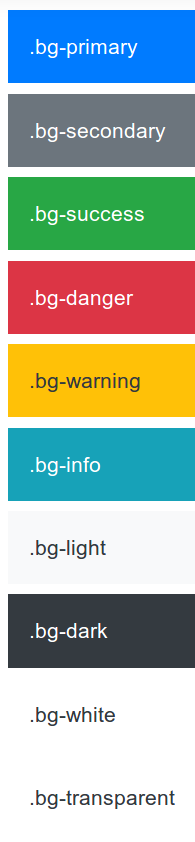 .bg-primary
.bg-secondary
.bg-success
.bg-danger
.bg-warning
.bg-info
.bg-light
.bg-dark
.bg-white
.bg-transparent